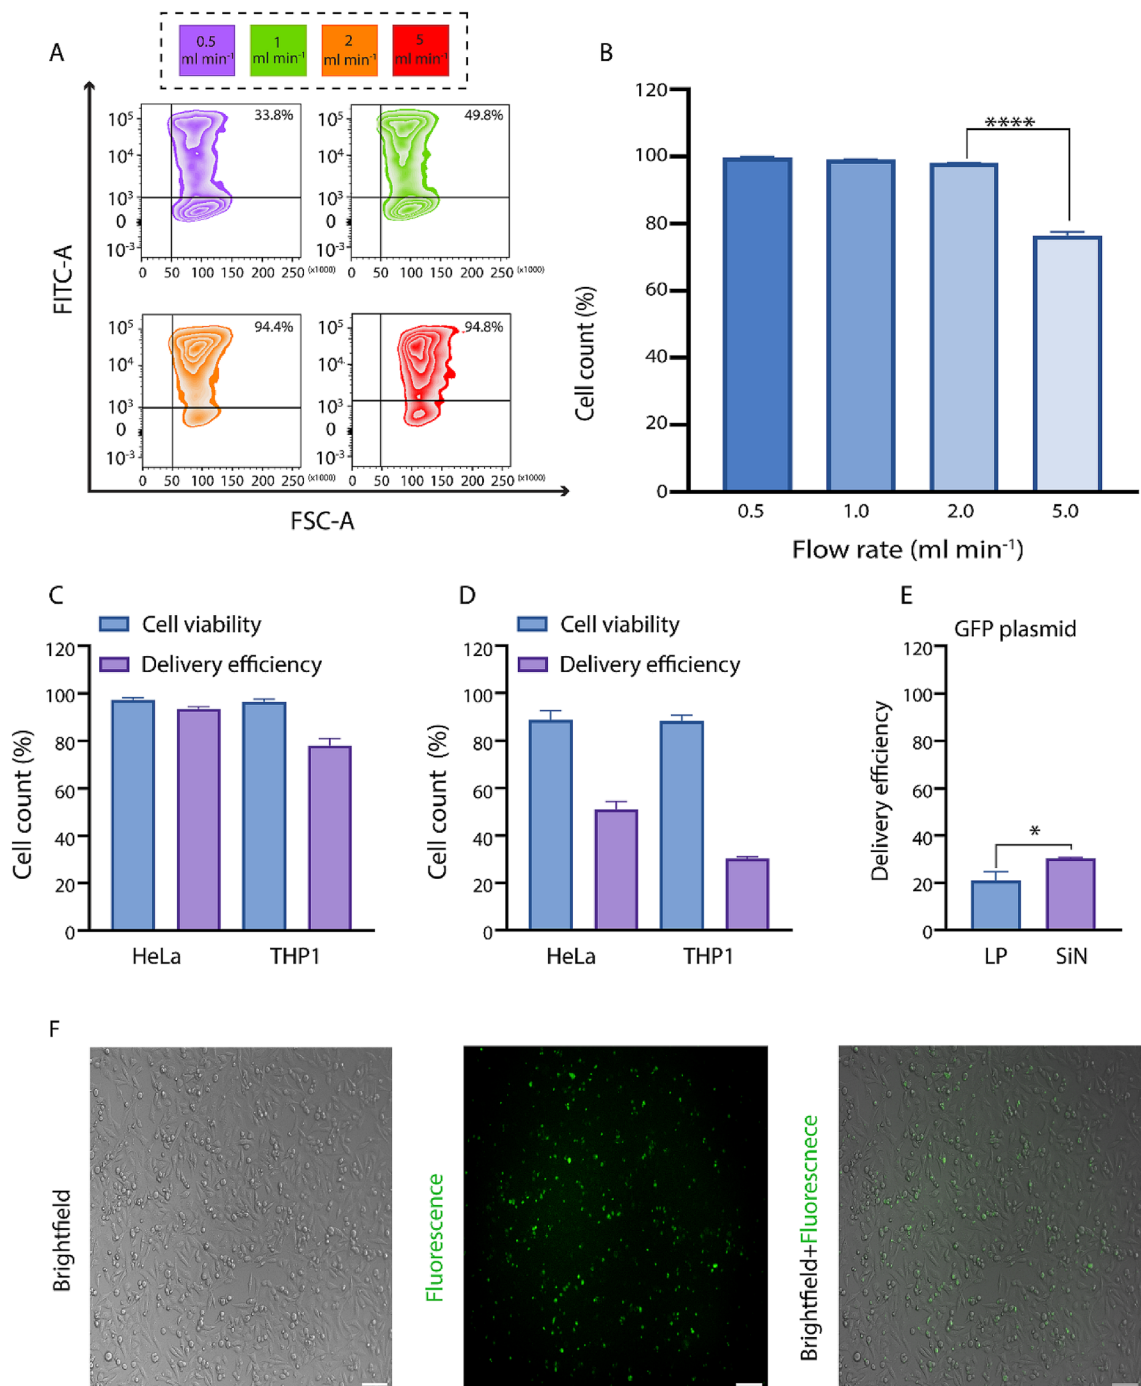 A
0.5
ml min⁻¹
1
ml min⁻¹
2
ml min⁻¹
5
ml min⁻¹
FITC-A
33.8%
10⁵
10⁴
10³
0
10⁻³
0 50 100 150 200 250 (x1000)
49.8%
10⁵
10⁴
10³
0
10⁻³
0 50 100 150 200 250 (x1000)
94.4%
10⁵
10⁴
10³
0
10⁻³
0 50 100 150 200 250 (x1000)
94.8%
10⁵
10⁴
10³
0
10⁻³
0 50 100 150 200 250 (x1000)
FSC-A
B
Cell count (%)
120
100
80
60
40
20
0
****
0.5 1.0 2.0 5.0
Flow rate (ml min⁻¹)
C
Cell viability
Delivery efficiency
Cell count (%)
120
100
80
60
40
20
0
HeLa THP1
D
Cell viability
Delivery efficiency
Cell count (%)
120
100
80
60
40
20
0
HeLa THP1
E
GFP plasmid
Delivery efficiency
120
100
80
60
40
20
0
*
LP SiN
F
Brightfield
Fluorescence
Brightfield+Fluorescnece